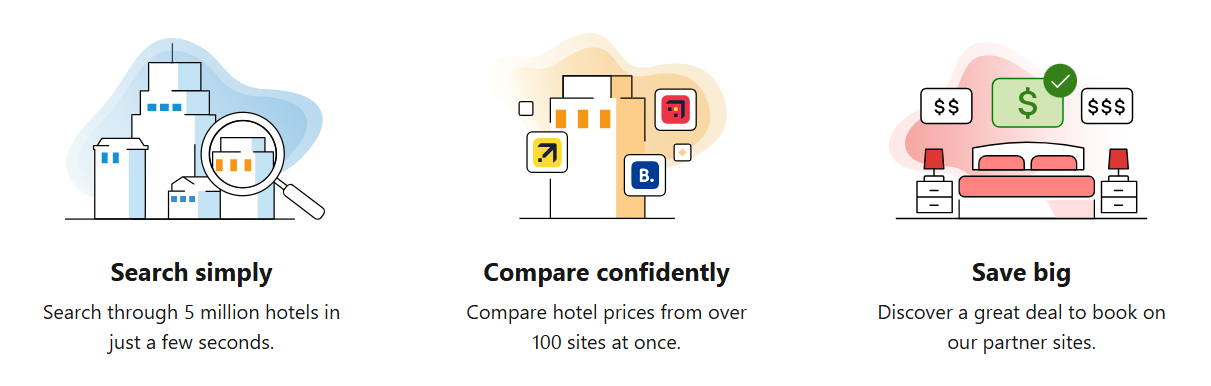 B.
$$
$
$$$
Search simply
Search through 5 million hotels in
just a few seconds.
Compare confidently
Compare hotel prices from over
100 sites at once.
Save big
Discover a great deal to book on
our partner sites.